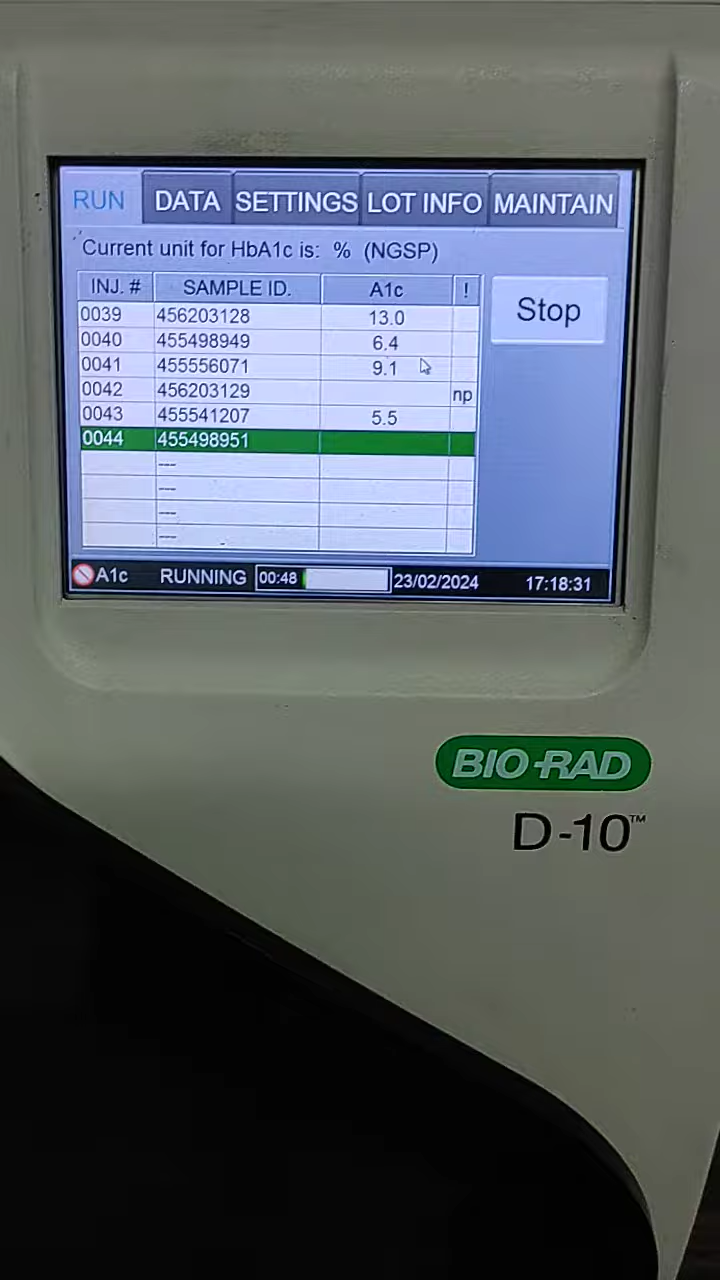 RUN DATA SETTINGS LOT INFO MAINTAIN
Current unit for HbA1c is: % (NGSP)
INJ. # SAMPLE ID. A1c !
0039 456203128 13.0
0040 455498949 6.4
0041 455556071 9.1
0042 456203129 np
0043 455541207 5.5
0044 455498951
---
---
---
---
Stop
A1c RUNNING 00:48 23/02/2024 17:18:31
BIO-RAD
D-10™